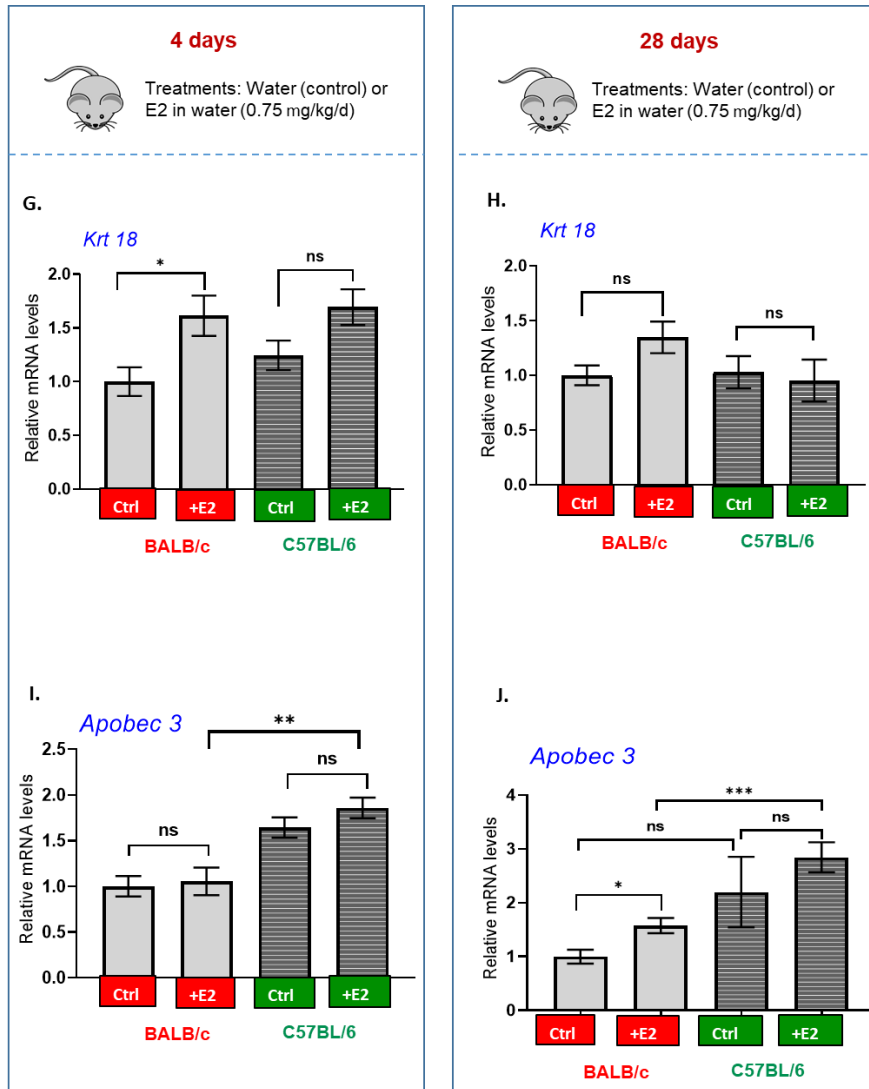 4 days
Treatments: Water (control) or
E2 in water (0.75 mg/kg/d)
G.
Krt 18
Relative mRNA levels
2.0
1.5
1.0
0.5
0.0
*
ns
Ctrl
+E2
Ctrl
+E2
BALB/c
C57BL/6
I.
Apobec 3
Relative mRNA levels
2.5
2.0
1.5
1.0
0.5
0.0
**
ns
ns
Ctrl
+E2
Ctrl
+E2
BALB/c
C57BL/6
28 days
Treatments: Water (control) or
E2 in water (0.75 mg/kg/d)
H.
Krt 18
Relative mRNA levels
2.0
1.5
1.0
0.5
0.0
ns
ns
Ctrl
+E2
Ctrl
+E2
BALB/c
C57BL/6
J.
Apobec 3
Relative mRNA levels
4
3
2
1
0
***
ns
ns
*
Ctrl
+E2
Ctrl
+E2
BALB/c
C57BL/6